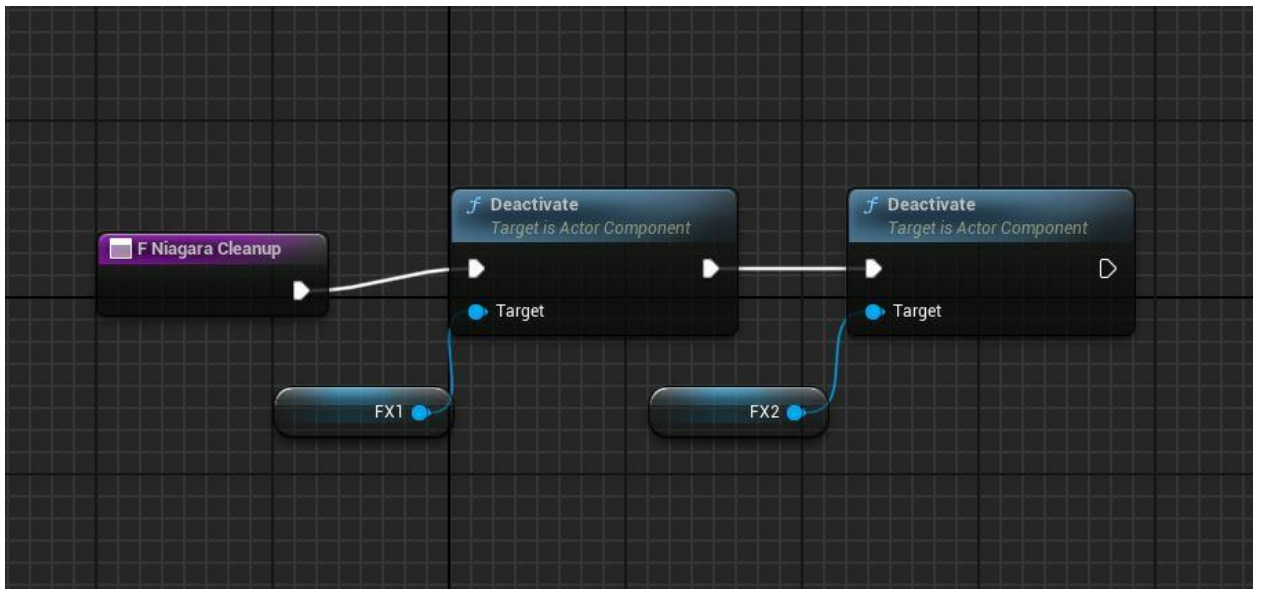 F Niagara Cleanup
Deactivate
Target is Actor Component
Target
FX1
Deactivate
Target is Actor Component
Target
FX2